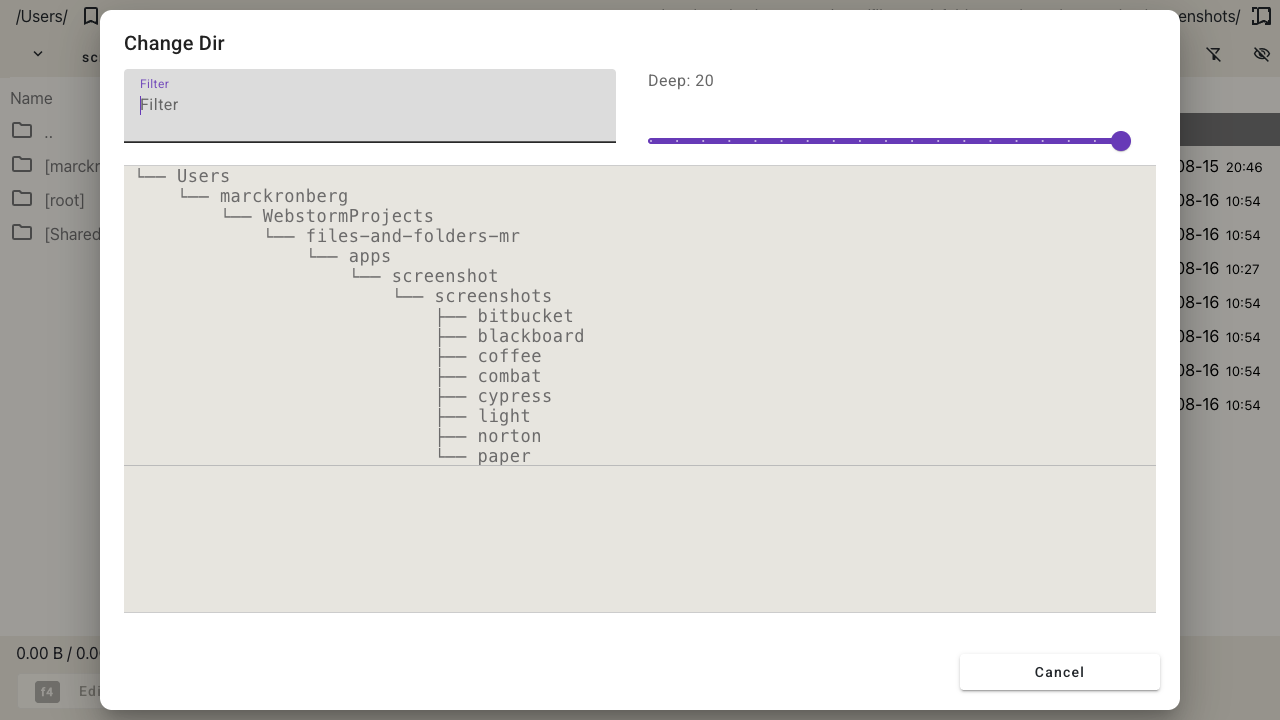 /Users/
enshots/
Change Dir
Filter
Filter
Deep: 20
Name
..
[marckr
[root]
[Shared
└── Users
└── marckronberg
└── WebstormProjects
└── files-and-folders-mr
└── apps
└── screenshot
└── screenshots
├── bitbucket
├── blackboard
├── coffee
├── combat
├── cypress
├── light
├── norton
└── paper
08-15 20:46
08-16 10:54
08-16 10:54
08-16 10:27
08-16 10:54
08-16 10:54
08-16 10:54
08-16 10:54
0.00 B / 0.0
f4 Edi
Cancel